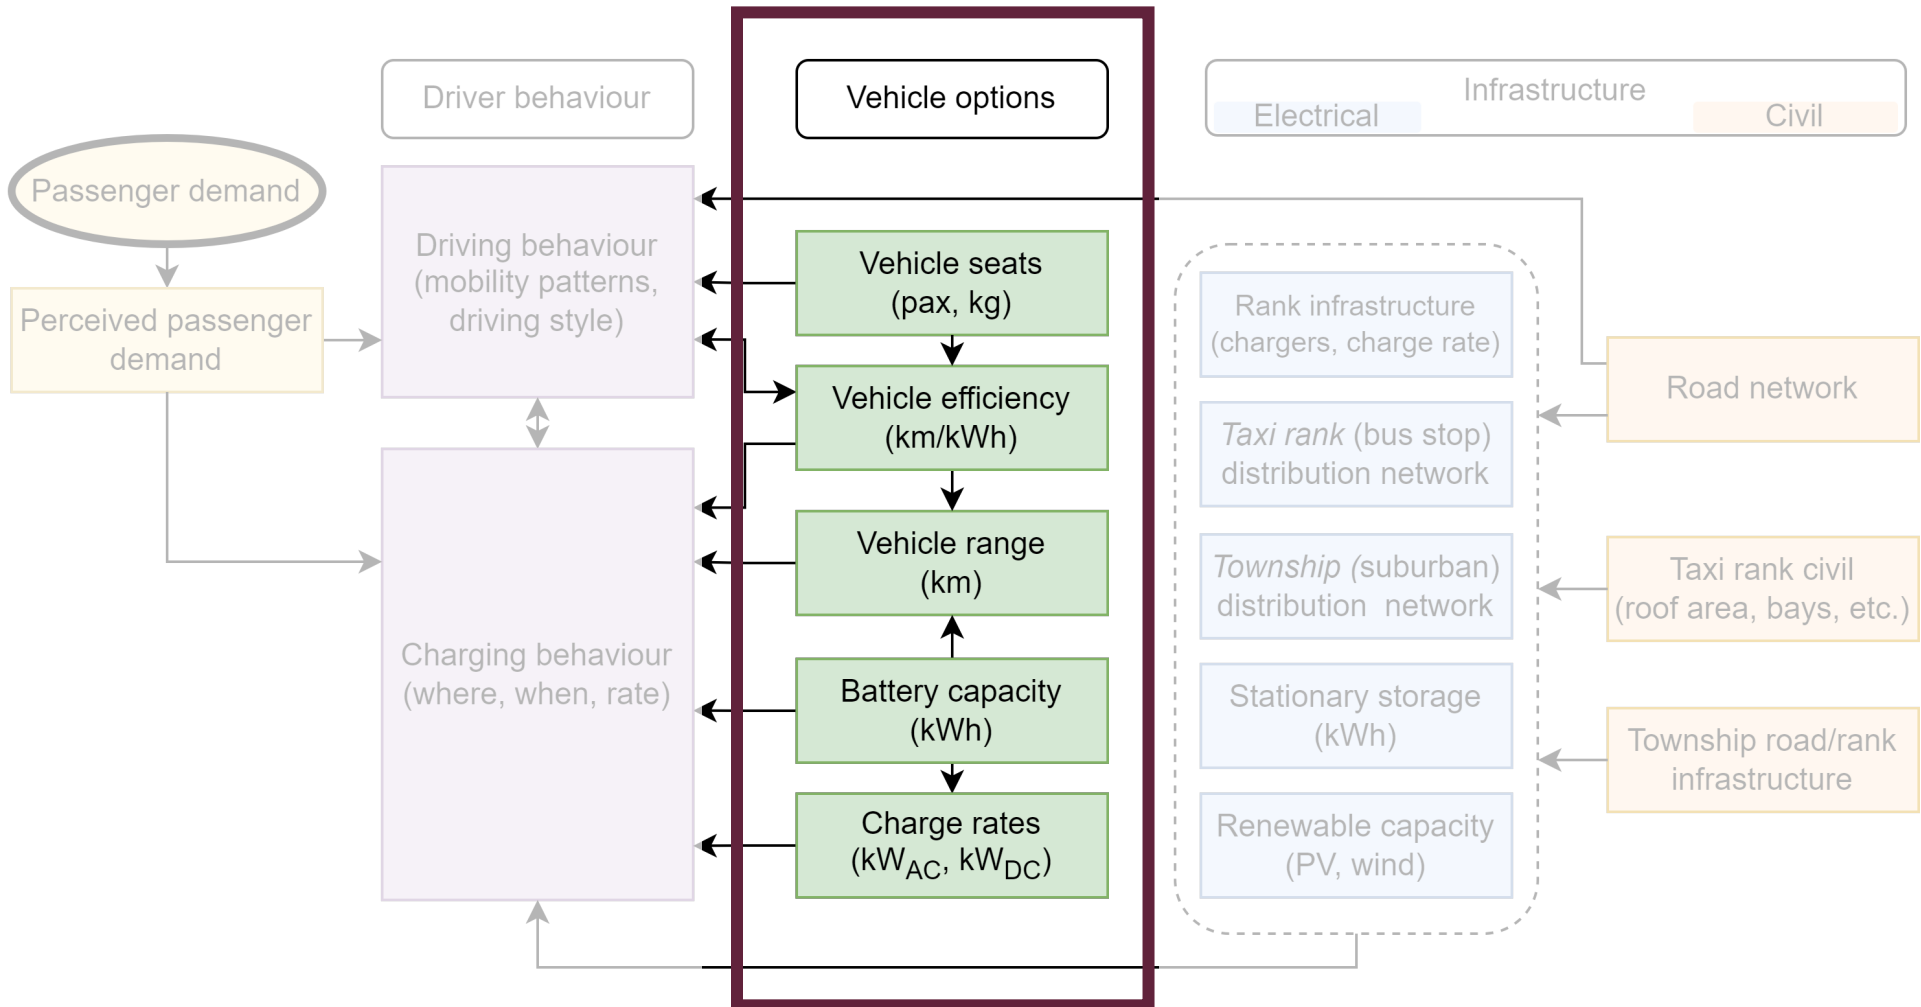 Driver behaviour
Vehicle options
Infrastructure
Electrical
Civil
Passenger demand
Perceived passenger
demand
Driving behaviour
(mobility patterns,
driving style)
Charging behaviour
(where, when, rate)
Vehicle seats
(pax, kg)
Vehicle efficiency
(km/kWh)
Vehicle range
(km)
Battery capacity
(kWh)
Charge rates
(kW_AC, kW_DC)
Rank infrastructure
(chargers, charge rate)
Taxi rank (bus stop)
distribution network
Township (suburban)
distribution network
Stationary storage
(kWh)
Renewable capacity
(PV, wind)
Road network
Taxi rank civil
(roof area, bays, etc.)
Township road/rank
infrastructure